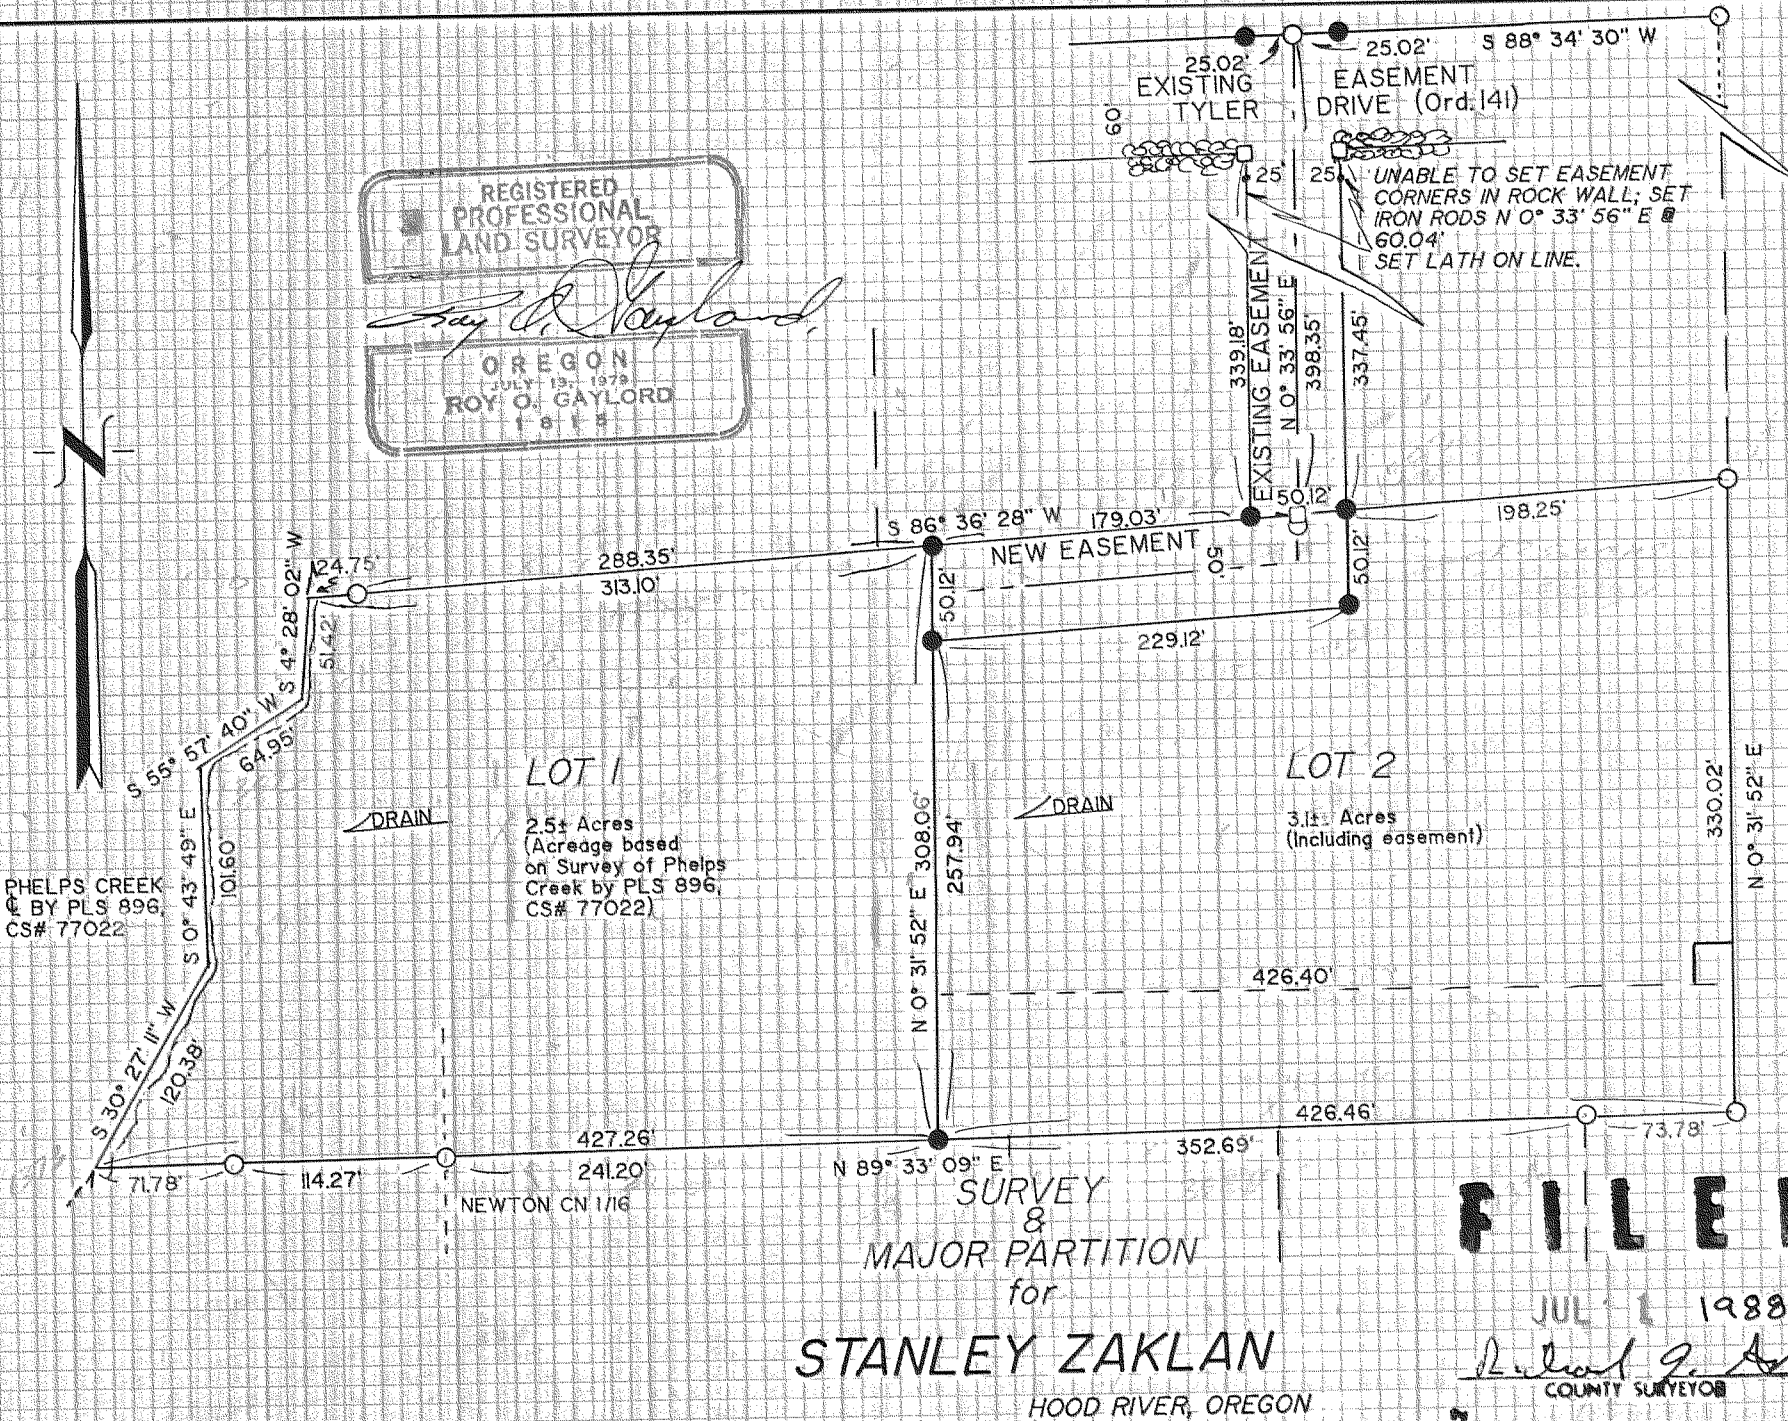 25.02'
25.02'
S 88° 34' 30" W
EXISTING EASEMENT
TYLER DRIVE (Ord.141)
60'
25'
25'
UNABLE TO SET EASEMENT
CORNERS IN ROCK WALL; SET
IRON RODS N 0° 33' 56" E @
60.04'
SET LATH ON LINE.
REGISTERED
PROFESSIONAL
LAND SURVEYOR
Roy O. Gaylord
OREGON
JULY 13, 1979
ROY O. GAYLORD
1815
339.18'
EXISTING EASEMENT
N 0° 33' 56" E
398.35'
337.45'
50.12'
S 86° 36' 28" W
179.03'
198.25'
NEW EASEMENT
50'
50.12'
50.12'
229.12'
24.75'
288.35'
313.10'
S 4° 28' 02" W
51.42'
S 55° 57' 40" W
64.95'
S 0° 43' 49" E
101.60'
PHELPS CREEK
℄ BY PLS 896,
CS# 77022
S 30° 27' 11" W
120.38'
LOT 1
2.5± Acres
(Acreage based
on Survey of Phelps
Creek by PLS 896,
CS# 77022)
DRAIN
N 0° 31' 52" E 308.06'
257.94'
DRAIN
LOT 2
3.1± Acres
(Including easement)
330.02'
N 0° 31' 52" E
426.40'
426.46'
352.69'
73.78'
427.26'
71.78'
114.27'
241.20'
N 89° 33' 09" E
NEWTON CN 1/16
SURVEY
&
MAJOR PARTITION
for
STANLEY ZAKLAN
HOOD RIVER, OREGON
FILE
JUL 1 1988
COUNTY SURVEYOR